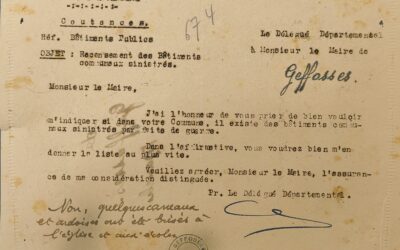 Coutances.
674
Réf. Bâtiments Publics
Le Délégué Départemental
OBJET : Recensement des Bâtiments
communaux sinistrés.
à Monsieur le Maire de
Geffosses.
Monsieur le Maire,
J'ai l'honneur de vous prier de bien vouloir
m'indiquer si dans votre Commune, il existe des bâtiments commu-
naux sinistrés par suite de guerre.
Dans l'affirmative, vous voudrez bien m'en
donner la liste au plus vite.
Veuillez agréer, Monsieur le Maire, l'assuran-
ce de ma considération distinguée.
Pr. Le Délégué Départemental.
Non, quelques carreaux
et ardoises ont été brisés à
l'église et aux écoles